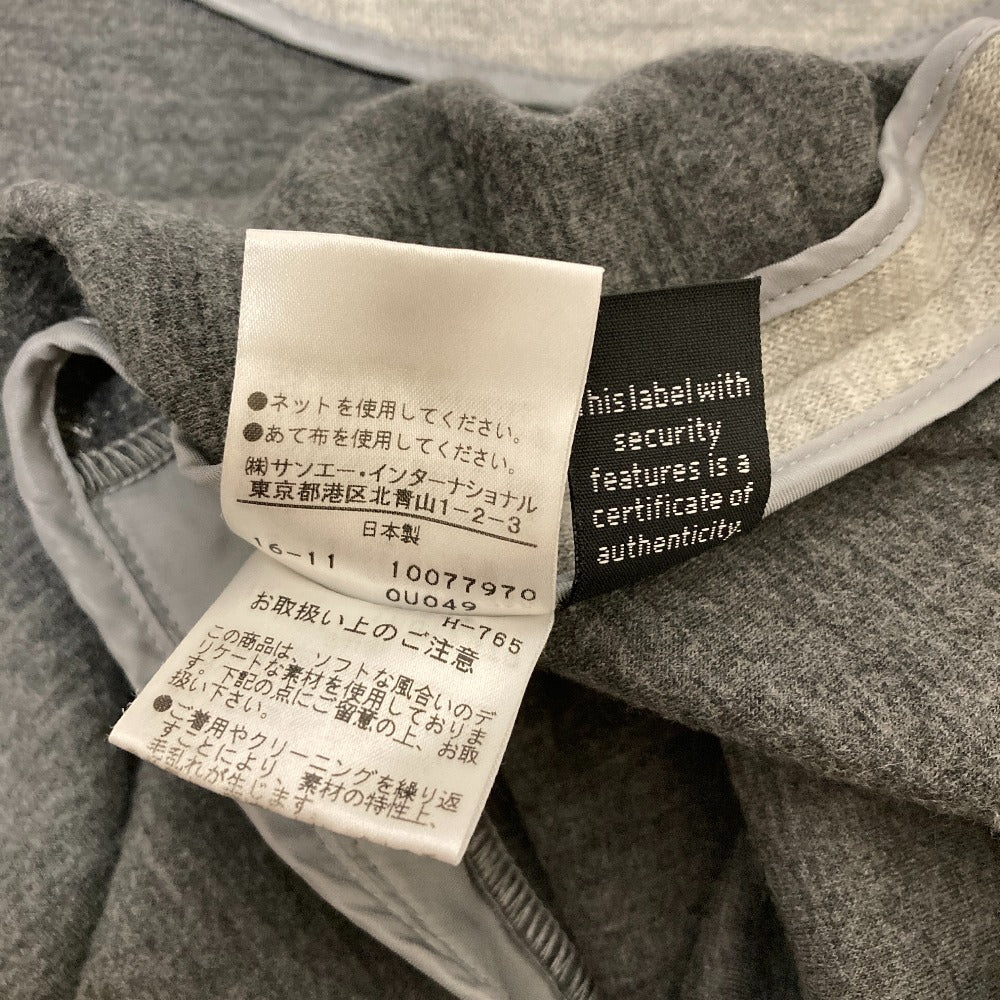 ●ネットを使用してください。
●あて布を使用してください。
㈱サンエー・インターナショナル
東京都港区北青山1-2-3
日本製
16-11 10077970
0U049
H-765
お取扱い上のご注意
この商品は、ソフトな風合いのデ
リケートな素材を使用しておりま
す。下記の点にご留意の上、お取
扱い下さい。
●ご着用やクリーニングを繰り返
すことにより、素材の特性上、
毛乱れが生じます
his label with
security
features is a
certificate of
authenticity.